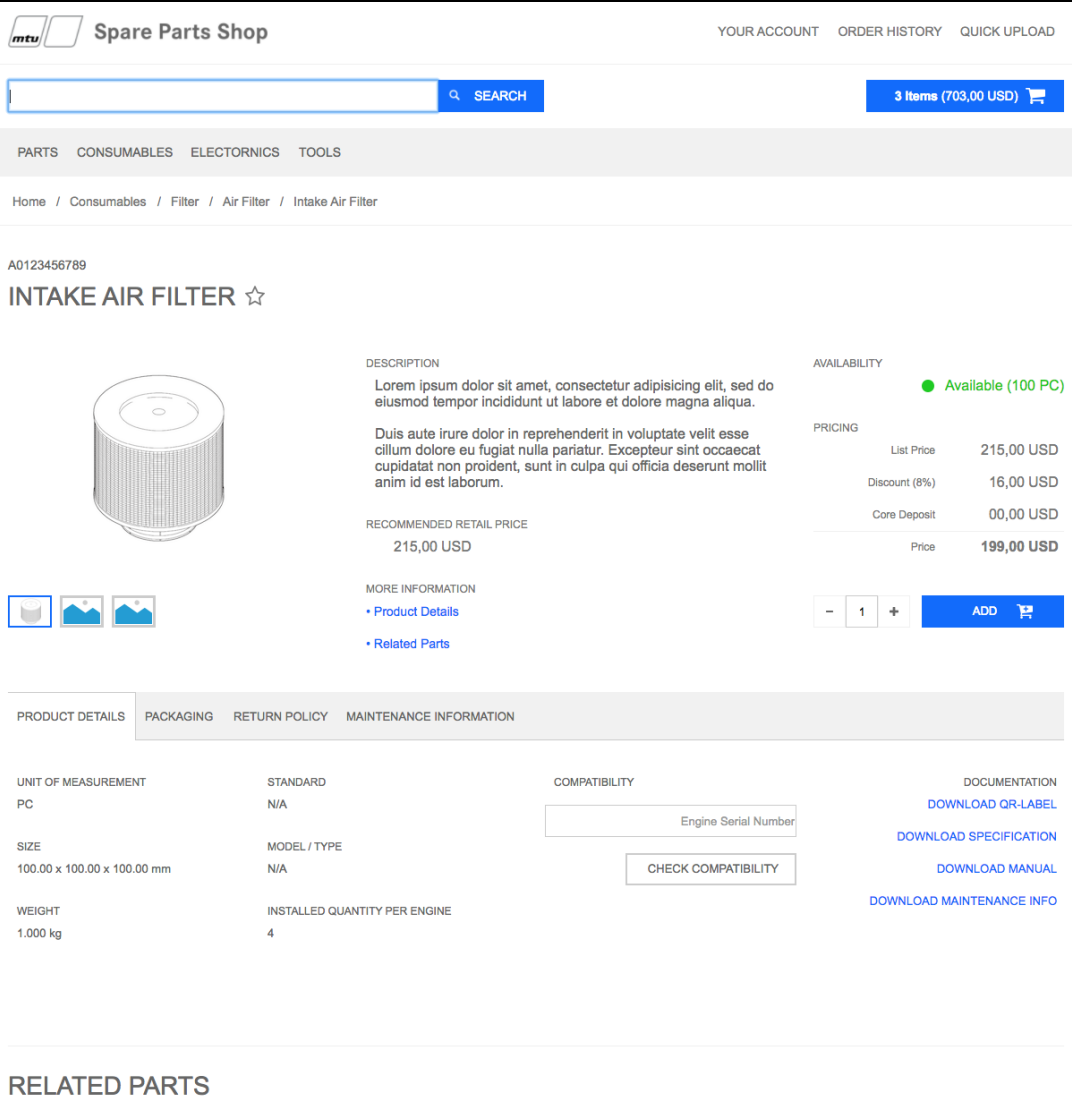 mtu
Spare Parts Shop
YOUR ACCOUNT
ORDER HISTORY
QUICK UPLOAD
SEARCH
3 Items (703,00 USD)
PARTS
CONSUMABLES
ELECTORNICS
TOOLS
Home / Consumables / Filter / Air Filter / Intake Air Filter
A0123456789
INTAKE AIR FILTER
DESCRIPTION
Lorem ipsum dolor sit amet, consectetur adipisicing elit, sed do
eiusmod tempor incididunt ut labore et dolore magna aliqua.
Duis aute irure dolor in reprehenderit in voluptate velit esse
cillum dolore eu fugiat nulla pariatur. Excepteur sint occaecat
cupidatat non proident, sunt in culpa qui officia deserunt mollit
anim id est laborum.
RECOMMENDED RETAIL PRICE
215,00 USD
MORE INFORMATION
• Product Details
• Related Parts
AVAILABILITY
Available (100 PC)
PRICING
List Price 215,00 USD
Discount (8%) 16,00 USD
Core Deposit 00,00 USD
Price 199,00 USD
− 1 +
ADD
PRODUCT DETAILS
PACKAGING
RETURN POLICY
MAINTENANCE INFORMATION
UNIT OF MEASUREMENT
PC
SIZE
100.00 x 100.00 x 100.00 mm
WEIGHT
1.000 kg
STANDARD
N/A
MODEL / TYPE
N/A
INSTALLED QUANTITY PER ENGINE
4
COMPATIBILITY
Engine Serial Number
CHECK COMPATIBILITY
DOCUMENTATION
DOWNLOAD QR-LABEL
DOWNLOAD SPECIFICATION
DOWNLOAD MANUAL
DOWNLOAD MAINTENANCE INFO
RELATED PARTS